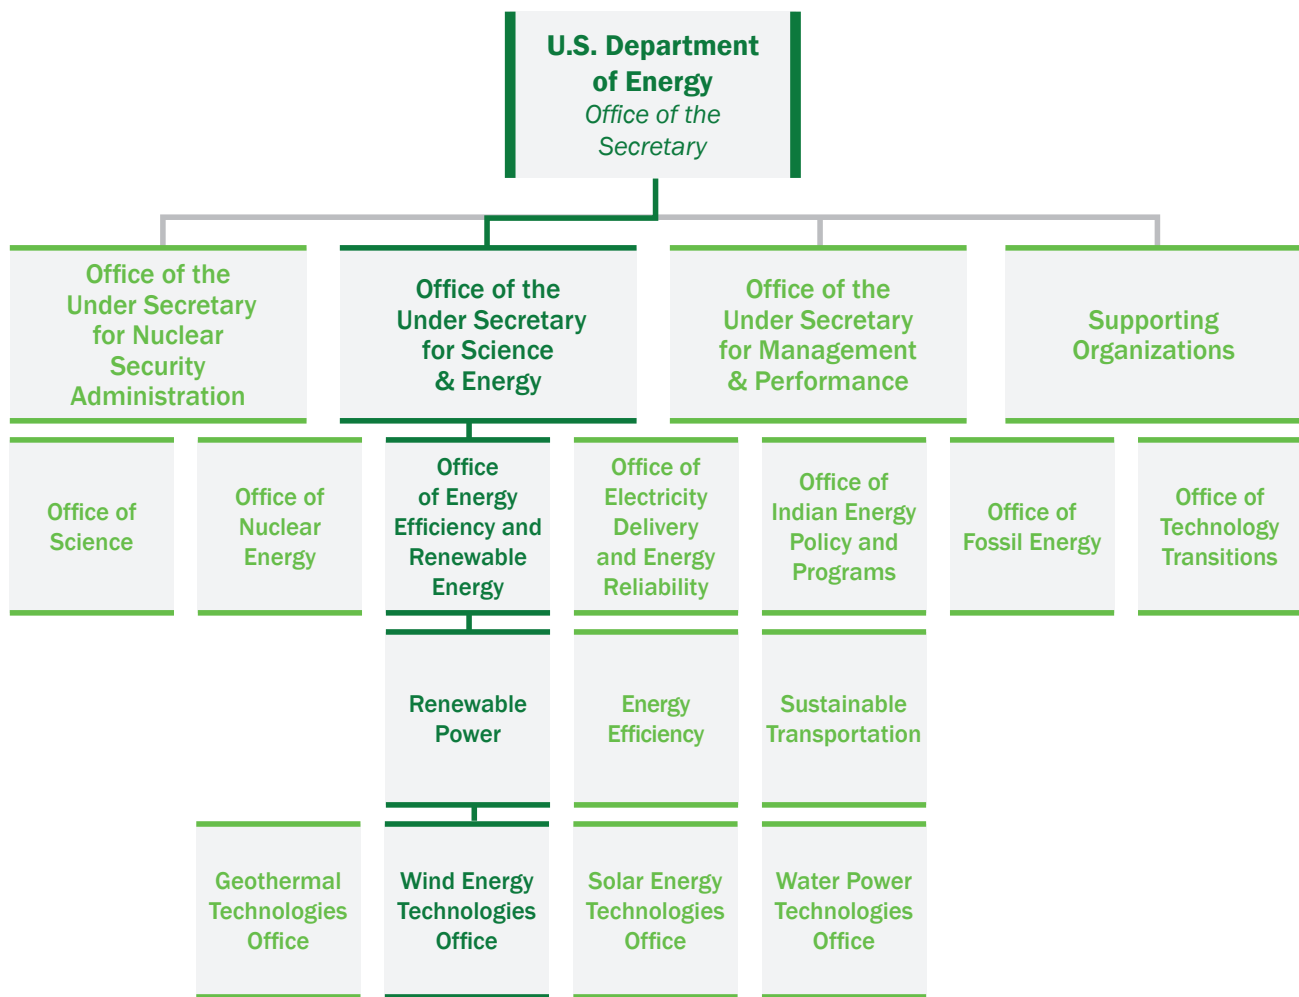 U.S. Department
of Energy
Office of the
Secretary
Office of the
Under Secretary
for Nuclear
Security
Administration
Office of the
Under Secretary
for Science
& Energy
Office of the
Under Secretary
for Management
& Performance
Supporting
Organizations
Office of
Science
Office of
Nuclear
Energy
Office
of Energy
Efficiency and
Renewable
Energy
Office of
Electricity
Delivery
and Energy
Reliability
Office of
Indian Energy
Policy and
Programs
Office of
Fossil Energy
Office of
Technology
Transitions
Renewable
Power
Energy
Efficiency
Sustainable
Transportation
Geothermal
Technologies
Office
Wind Energy
Technologies
Office
Solar Energy
Technologies
Office
Water Power
Technologies
Office